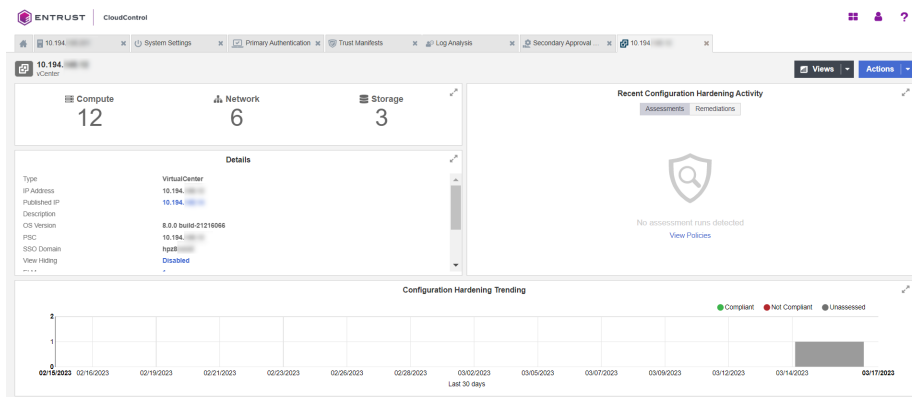 ENTRUST CloudControl ?
10.194. System Settings Primary Authentication Trust Manifests Log Analysis Secondary Approval ... 10.194
10.194.
vCenter
Views Actions
Compute Network Storage
12 6 3
Recent Configuration Hardening Activity
Assessments Remediations
No assessment runs detected
View Policies
Details
Type VirtualCenter
IP Address 10.194.
Published IP 10.194.
Description
OS Version 8.0.0 build-21216066
PSC 10.194.
SSO Domain hpz8
View Hiding Disabled
Configuration Hardening Trending
Compliant Not Compliant Unassessed
2
1
0
02/15/2023 02/16/2023 02/19/2023 02/21/2023 02/23/2023 02/26/2023 02/28/2023 03/02/2023 03/05/2023 03/07/2023 03/09/2023 03/12/2023 03/14/2023 03/17/2023
Last 30 days